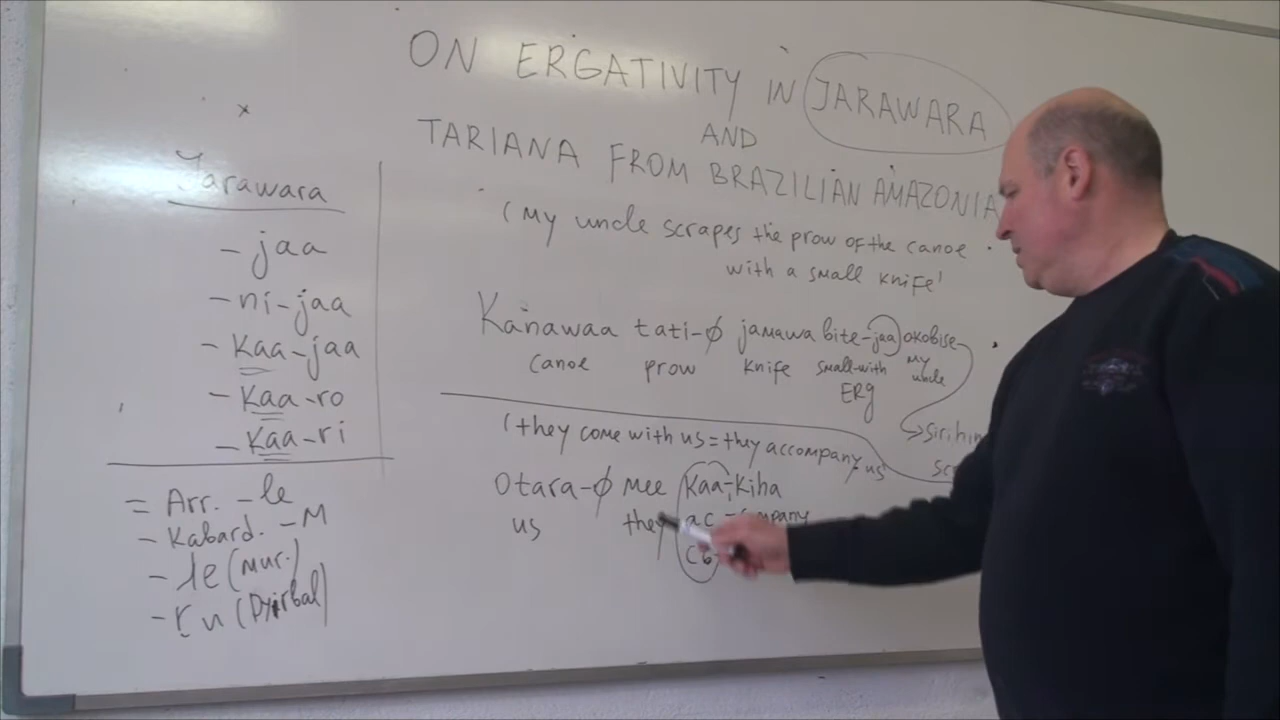 ON ERGATIVITY IN JARAWARA
AND
TARIANA FROM BRAZILIAN AMAZONIA
(My uncle scrapes the prow of the canoe
with a small knife'
Kanawaa tati-ø jamawa bite-jaa okobise
canoe prow knife small-with my uncle
ERg
(they come with us = they accompany us'
Otara-ø mee Kaa-Kiha
us they ac
Jarawara
- jaa
- ni-jaa
- Kaa-jaa
- Kaa-ro
- Kaa-ri
= Arr. -le
- Kabard. -M
- le (Mur.)
- ru (Dyirbal)